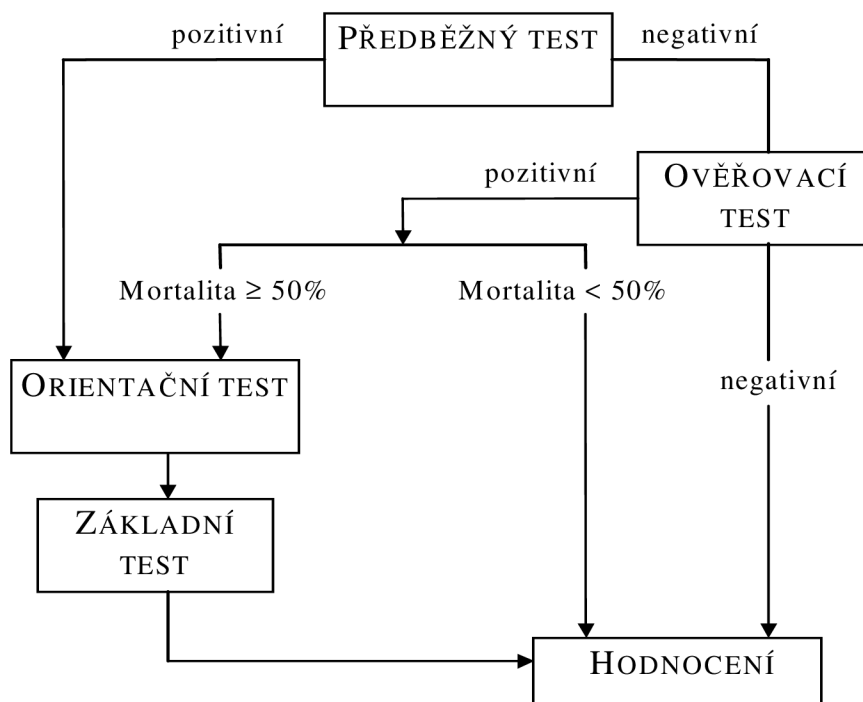 pozitivní
PŘEDBĚŽNÝ TEST
negativní
pozitivní
OVĚŘOVACÍ
TEST
Mortalita ≥ 50%
Mortalita < 50%
ORIENTAČNÍ TEST
negativní
ZÁKLADNÍ
TEST
HODNOCENÍ